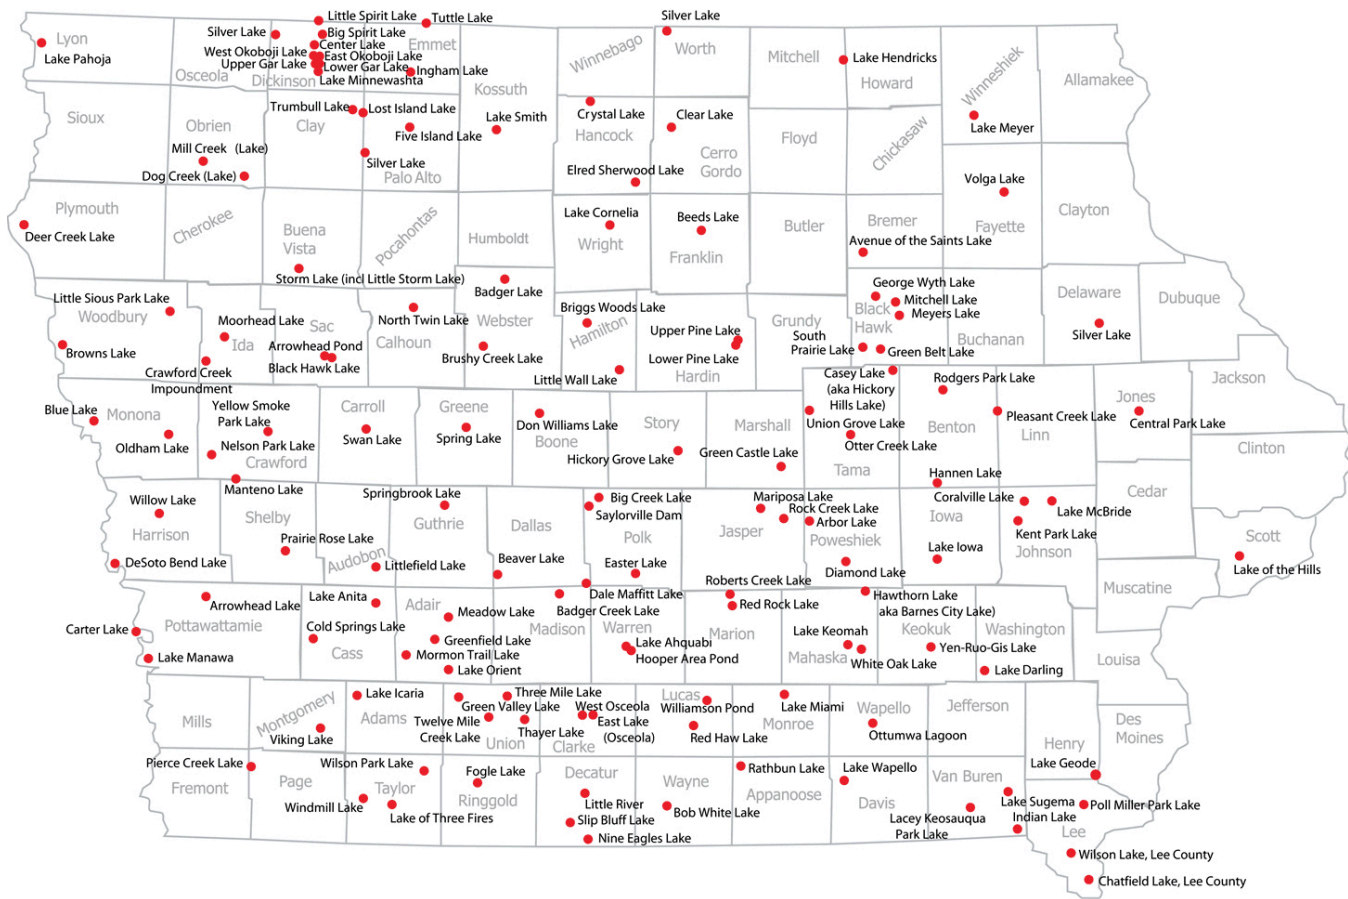 Little Spirit Lake
Tuttle Lake
Silver Lake
Lyon
Silver Lake
Big Spirit Lake
Center Lake
Emmet
Winnebago
Worth
Mitchell
Lake Hendricks
Lake Pahoja
West Okoboji Lake
East Okoboji Lake
Upper Gar Lake
Lower Gar Lake
Ingham Lake
Osceola
Dickinson
Lake Minnewashta
Kossuth
Howard
Winneshiek
Allamakee
Sioux
Obrien
Trumbull Lake
Lost Island Lake
Clay
Lake Smith
Crystal Lake
Clear Lake
Hancock
Floyd
Chickasaw
Lake Meyer
Five Island Lake
Mill Creek (Lake)
Silver Lake
Cerro
Gordo
Dog Creek (Lake)
Palo Alto
Elred Sherwood Lake
Volga Lake
Plymouth
Cherokee
Buena
Vista
Pocahontas
Humboldt
Lake Cornelia
Wright
Beeds Lake
Franklin
Butler
Bremer
Fayette
Clayton
Deer Creek Lake
Avenue of the Saints Lake
Storm Lake (incl Little Storm Lake)
Badger Lake
George Wyth Lake
Little Sious Park Lake
Woodbury
Mitchell Lake
Meyers Lake
Black
Hawk
Delaware
Dubuque
Moorhead Lake
Sac
North Twin Lake
Webster
Briggs Woods Lake
Hamilton
Upper Pine Lake
Grundy
South
Prairie Lake
Buchanan
Silver Lake
Browns Lake
Ida
Arrowhead Pond
Calhoun
Brushy Creek Lake
Lower Pine Lake
Green Belt Lake
Crawford Creek
Impoundment
Black Hawk Lake
Little Wall Lake
Hardin
Casey Lake
(aka Hickory
Hills Lake)
Rodgers Park Lake
Jackson
Blue Lake
Monona
Yellow Smoke
Park Lake
Carroll
Greene
Don Williams Lake
Story
Marshall
Union Grove Lake
Benton
Pleasant Creek Lake
Jones
Central Park Lake
Oldham Lake
Nelson Park Lake
Crawford
Swan Lake
Spring Lake
Boone
Hickory Grove Lake
Green Castle Lake
Otter Creek Lake
Tama
Linn
Clinton
Hannen Lake
Manteno Lake
Willow Lake
Harrison
Shelby
Springbrook Lake
Guthrie
Dallas
Big Creek Lake
Saylorville Dam
Polk
Mariposa Lake
Rock Creek Lake
Jasper
Arbor Lake
Poweshiek
Coralville Lake
Iowa
Lake McBride
Cedar
Kent Park Lake
Johnson
Scott
Prairie Rose Lake
Audobon
Littlefield Lake
Beaver Lake
Easter Lake
Diamond Lake
Lake Iowa
Lake of the Hills
DeSoto Bend Lake
Muscatine
Arrowhead Lake
Lake Anita
Adair
Meadow Lake
Dale Maffitt Lake
Badger Creek Lake
Roberts Creek Lake
Red Rock Lake
Hawthorn Lake
aka Barnes City Lake)
Carter Lake
Pottawattamie
Cold Springs Lake
Greenfield Lake
Madison
Warren
Marion
Lake Keomah
Keokuk
Washington
Lake Manawa
Cass
Mormon Trail Lake
Lake Orient
Lake Ahquabi
Hooper Area Pond
Mahaska
White Oak Lake
Yen-Ruo-Gis Lake
Lake Darling
Louisa
Mills
Montgomery
Viking Lake
Lake Icaria
Adams
Three Mile Lake
Green Valley Lake
Twelve Mile
Creek Lake
Union
Thayer Lake
West Osceola
East Lake
(Osceola)
Clarke
Lucas
Williamson Pond
Red Haw Lake
Lake Miami
Monroe
Wapello
Ottumwa Lagoon
Jefferson
Henry
Des
Moines
Pierce Creek Lake
Fremont
Page
Wilson Park Lake
Taylor
Windmill Lake
Lake of Three Fires
Fogle Lake
Ringgold
Decatur
Little River
Slip Bluff Lake
Nine Eagles Lake
Wayne
Bob White Lake
Rathbun Lake
Appanoose
Lake Wapello
Davis
Van Buren
Lacey Keosauqua
Park Lake
Lake Geode
Lake Sugema
Indian Lake
Poll Miller Park Lake
Lee
Wilson Lake, Lee County
Chatfield Lake, Lee County